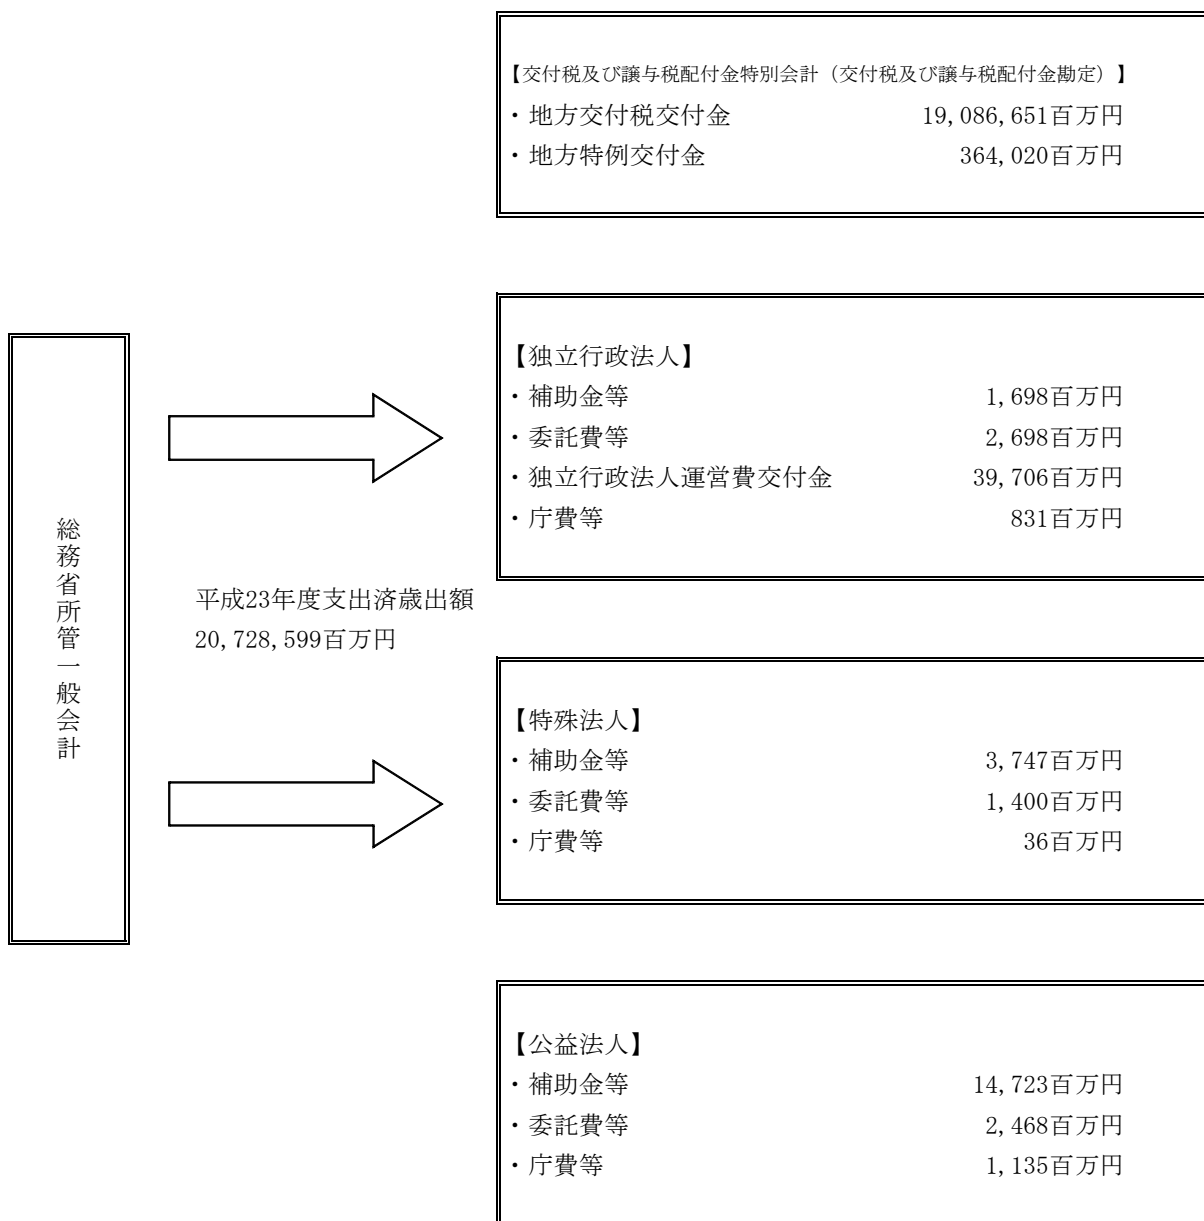 【交付税及び譲与税配付金特別会計（交付税及び譲与税配付金勘定）】
・地方交付税交付金 19,086,651百万円
・地方特例交付金 364,020百万円
総務省所管一般会計
平成23年度支出済歳出額
20,728,599百万円
【独立行政法人】
・補助金等 1,698百万円
・委託費等 2,698百万円
・独立行政法人運営費交付金 39,706百万円
・庁費等 831百万円
【特殊法人】
・補助金等 3,747百万円
・委託費等 1,400百万円
・庁費等 36百万円
【公益法人】
・補助金等 14,723百万円
・委託費等 2,468百万円
・庁費等 1,135百万円